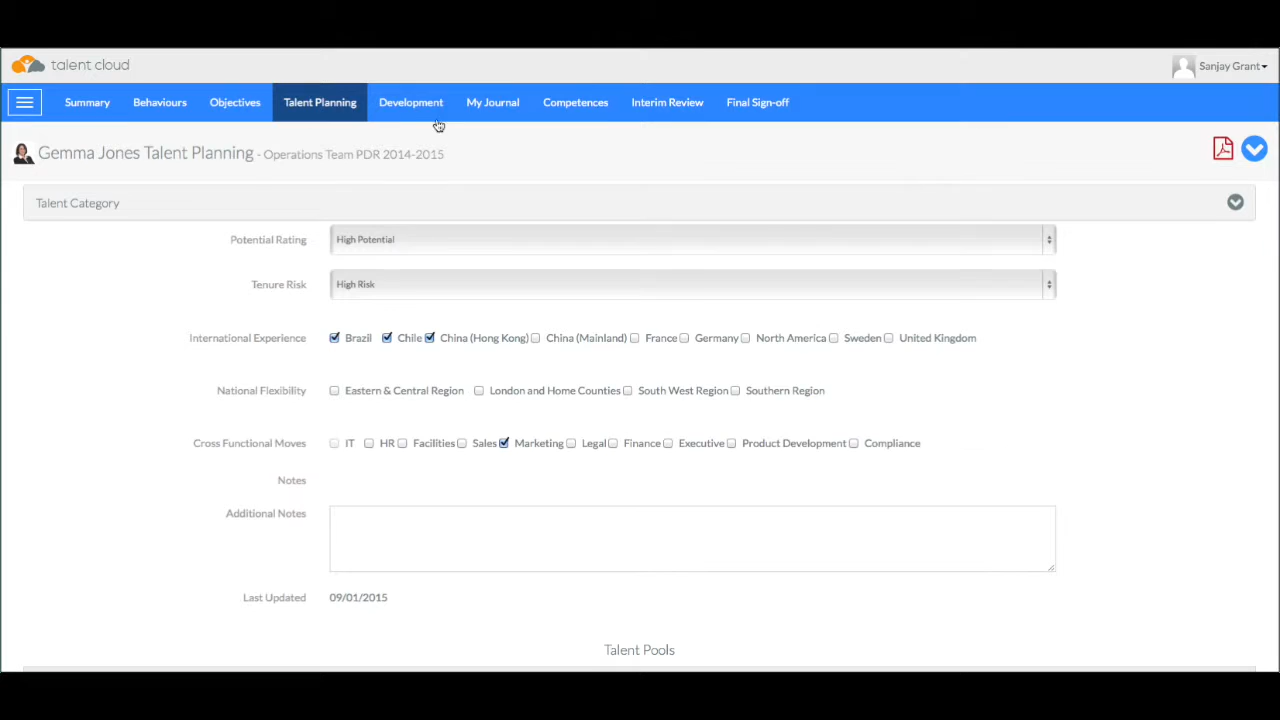 talent cloud
Sanjay Grant
Summary Behaviours Objectives Talent Planning Development My Journal Competences Interim Review Final Sign-off
Gemma Jones Talent Planning - Operations Team PDR 2014-2015
Talent Category
Potential Rating High Potential
Tenure Risk High Risk
International Experience Brazil Chile China (Hong Kong) China (Mainland) France Germany North America Sweden United Kingdom
National Flexibility Eastern & Central Region London and Home Counties South West Region Southern Region
Cross Functional Moves IT HR Facilities Sales Marketing Legal Finance Executive Product Development Compliance
Notes
Additional Notes
Last Updated 09/01/2015
Talent Pools